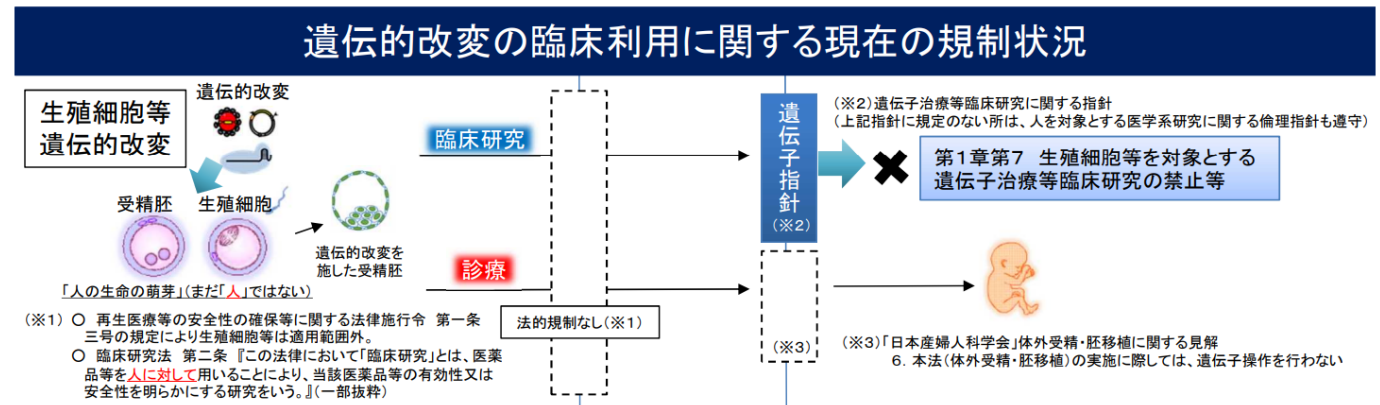 遺伝的改変の臨床利用に関する現在の規制状況
生殖細胞等
遺伝的改変
遺伝的改変
受精胚
生殖細胞
遺伝的改変を
施した受精胚
「人の生命の萌芽」(まだ「人」ではない)
臨床研究
診療
法的規制なし(※1)
遺伝子指針
(※2)
(※3)
(※2)遺伝子治療等臨床研究に関する指針
(上記指針に規定のない所は、人を対象とする医学系研究に関する倫理指針も遵守)
第1章第7 生殖細胞等を対象とする
遺伝子治療等臨床研究の禁止等
(※1) ○ 再生医療等の安全性の確保等に関する法律施行令 第一条
三号の規定により生殖細胞等は適用範囲外。
○ 臨床研究法 第二条 『この法律において「臨床研究」とは、医薬
品等を人に対して用いることにより、当該医薬品等の有効性又は
安全性を明らかにする研究をいう。』(一部抜粋)
(※3)「日本産婦人科学会」体外受精・胚移植に関する見解
6. 本法(体外受精・胚移植)の実施に際しては、遺伝子操作を行わない